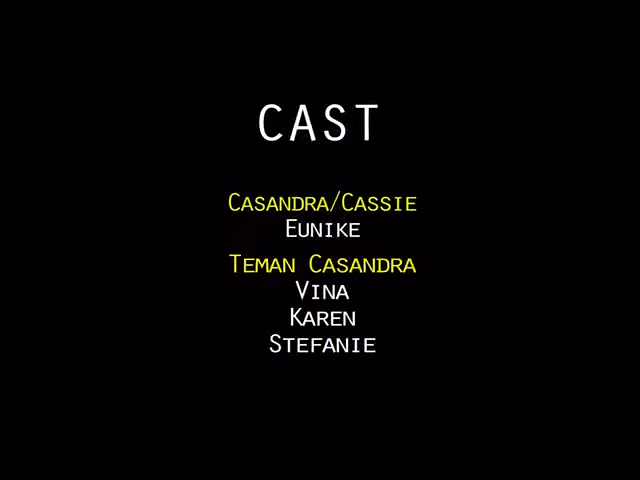 CAST
CASANDRA/CASSIE
EUNIKE
TEMAN CASANDRA
VINA
KAREN
STEFANIE